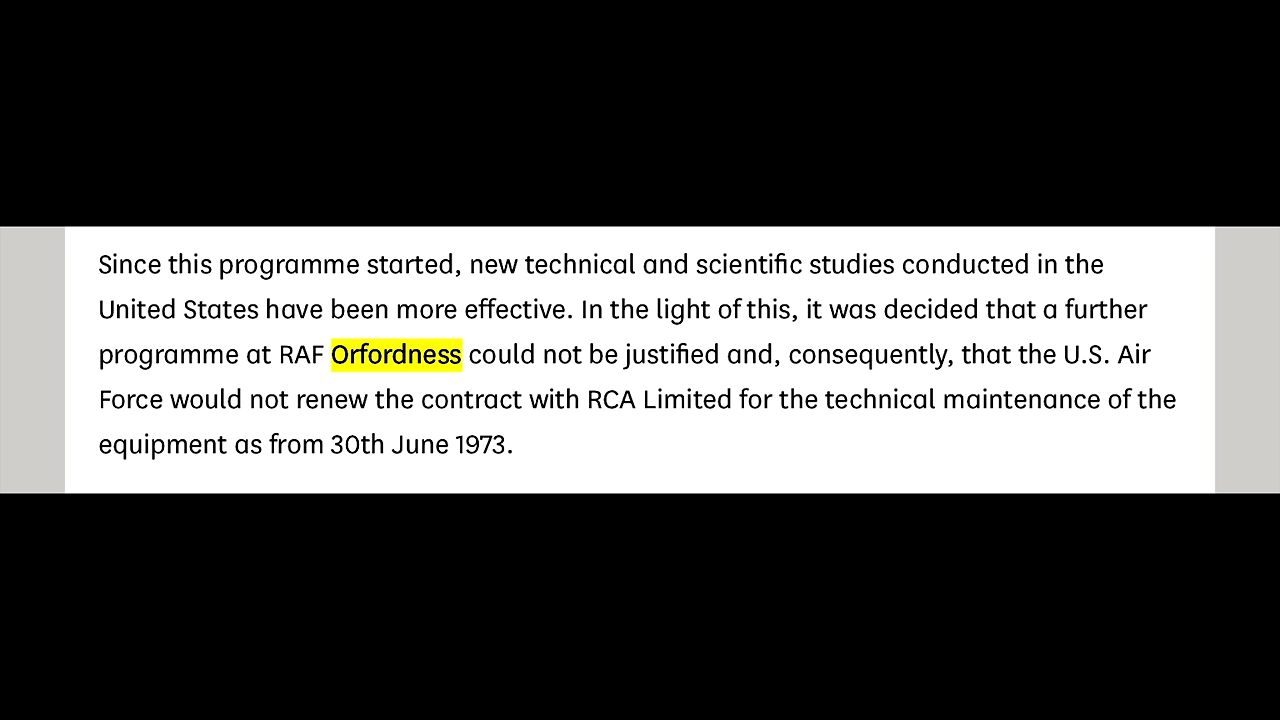 Since this programme started, new technical and scientific studies conducted in the
United States have been more effective. In the light of this, it was decided that a further
programme at RAF Orfordness could not be justified and, consequently, that the U.S. Air
Force would not renew the contract with RCA Limited for the technical maintenance of the
equipment as from 30th June 1973.